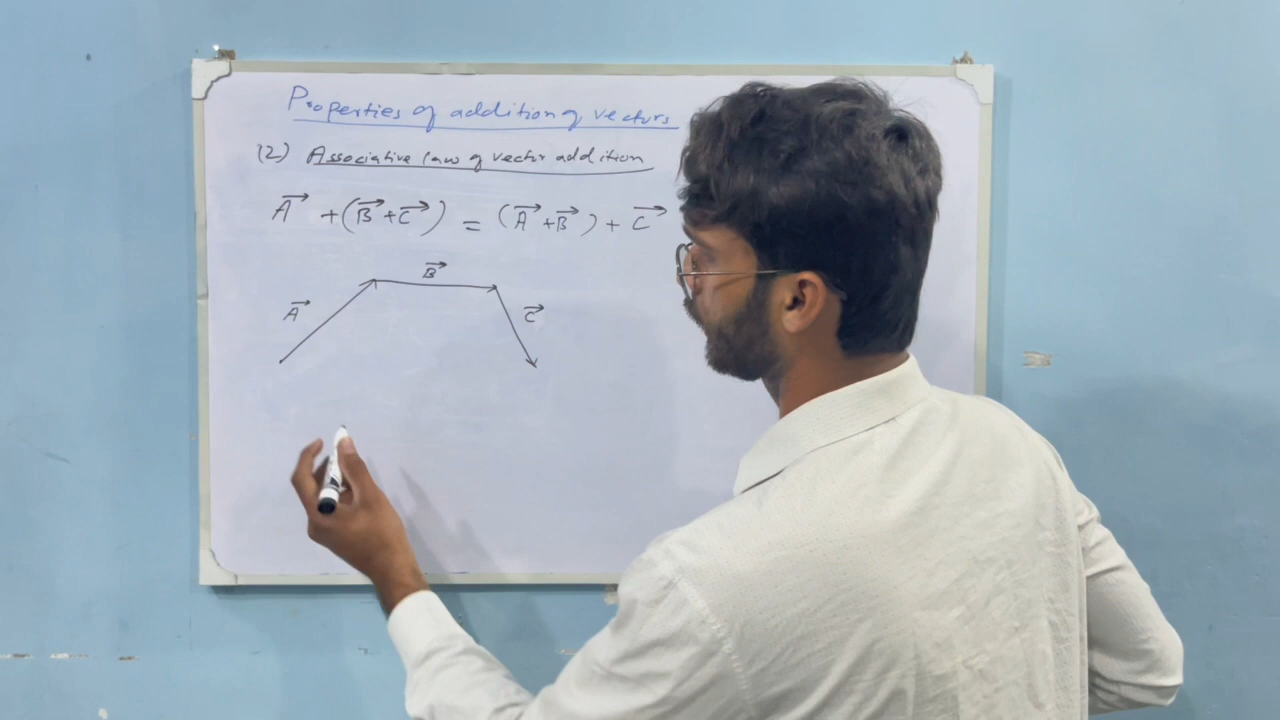 Properties of addition of vectors
(2) Associative law of vector addition
A⃗ + (B⃗ + C⃗) = (A⃗ + B⃗) + C⃗
B⃗
A⃗
C⃗